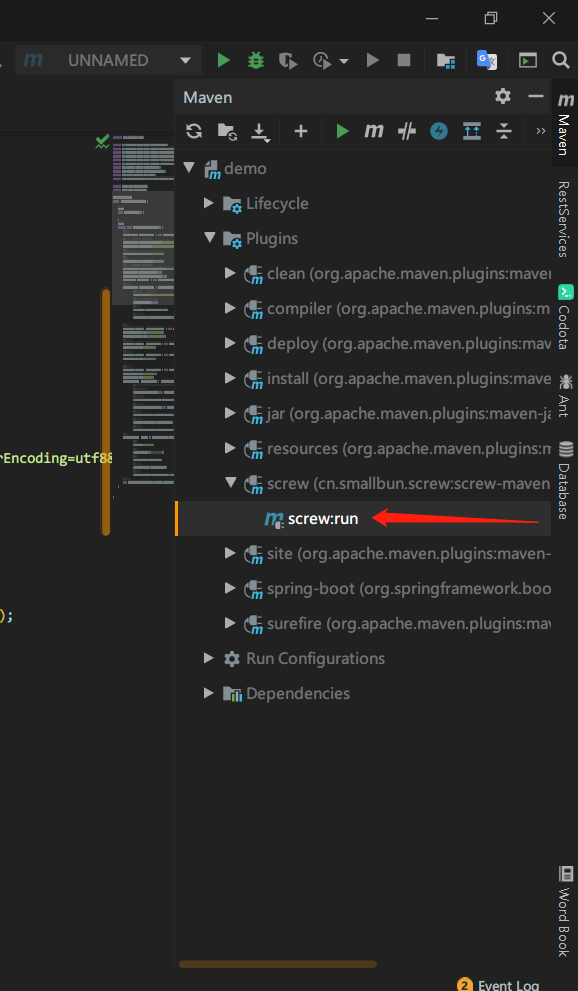 UNNAMED
Maven
demo
Lifecycle
Plugins
clean (org.apache.maven.plugins:maven
compiler (org.apache.maven.plugins:m
deploy (org.apache.maven.plugins:mav
install (org.apache.maven.plugins:mave
jar (org.apache.maven.plugins:maven-ja
resources (org.apache.maven.plugins:m
screw (cn.smallbun.screw:screw-maven
screw:run
site (org.apache.maven.plugins:maven-
spring-boot (org.springframework.boo
surefire (org.apache.maven.plugins:mav
Run Configurations
Dependencies
rEncoding=utf8&
);
Maven
RestServices
Codota
Ant
Database
Word Book
2 Event Log